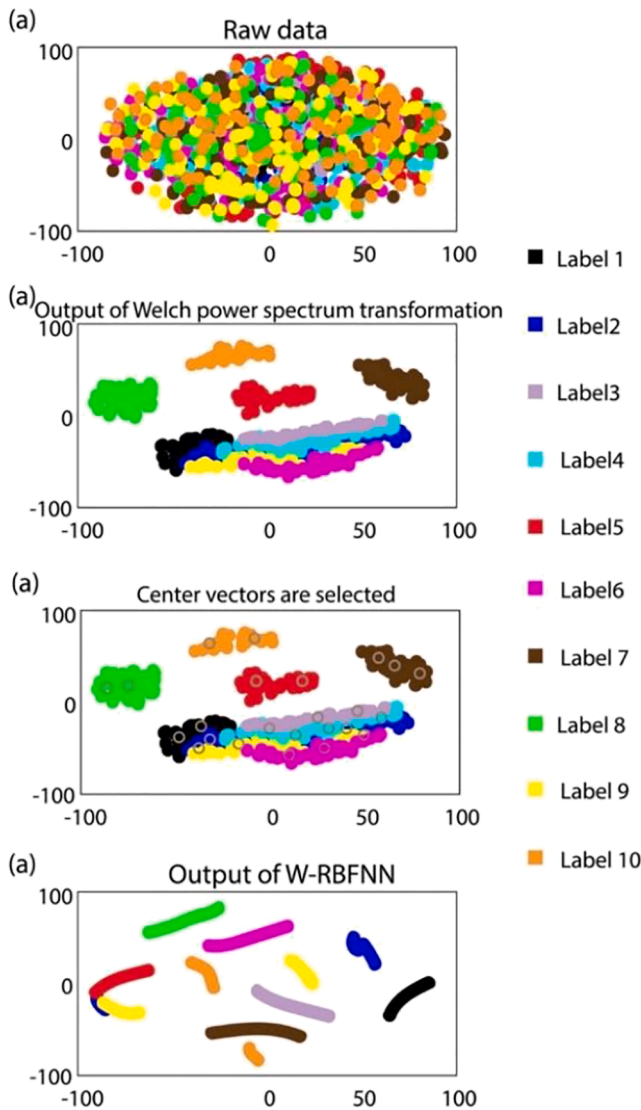 (a)
Raw data
100
0
-100
-100 0 50 100
(a)
Output of Welch power spectrum transformation
100
0
-100
-100 0 50 100
(a)
Center vectors are selected
100
0
-100
-100 0 50 100
(a)
Output of W-RBFNN
100
0
-100
-100 0 50 100
Label 1
Label2
Label3
Label4
Label5
Label6
Label 7
Label 8
Label 9
Label 10